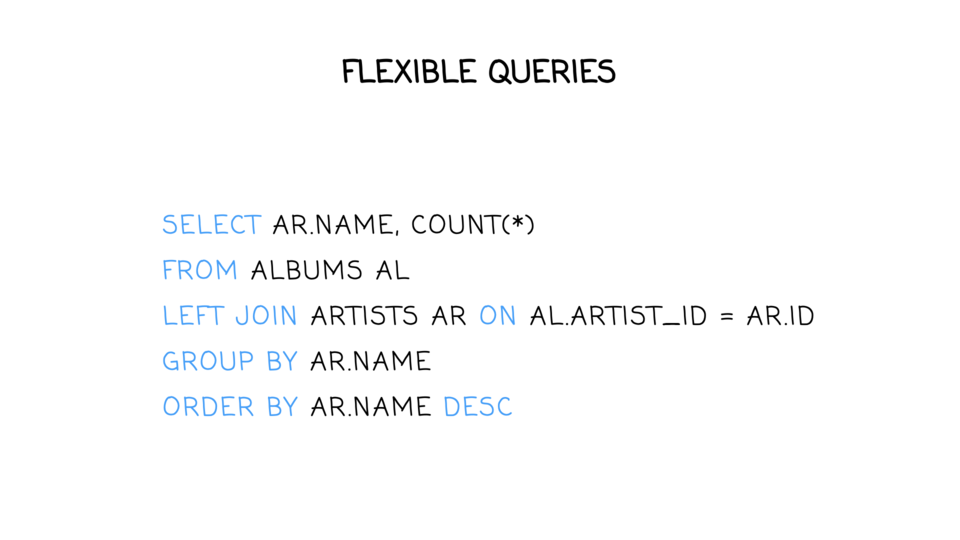 FLEXIBLE QUERIES
SELECT AR.NAME, COUNT(*)
FROM ALBUMS AL
LEFT JOIN ARTISTS AR ON AL.ARTIST_ID = AR.ID
GROUP BY AR.NAME
ORDER BY AR.NAME DESC